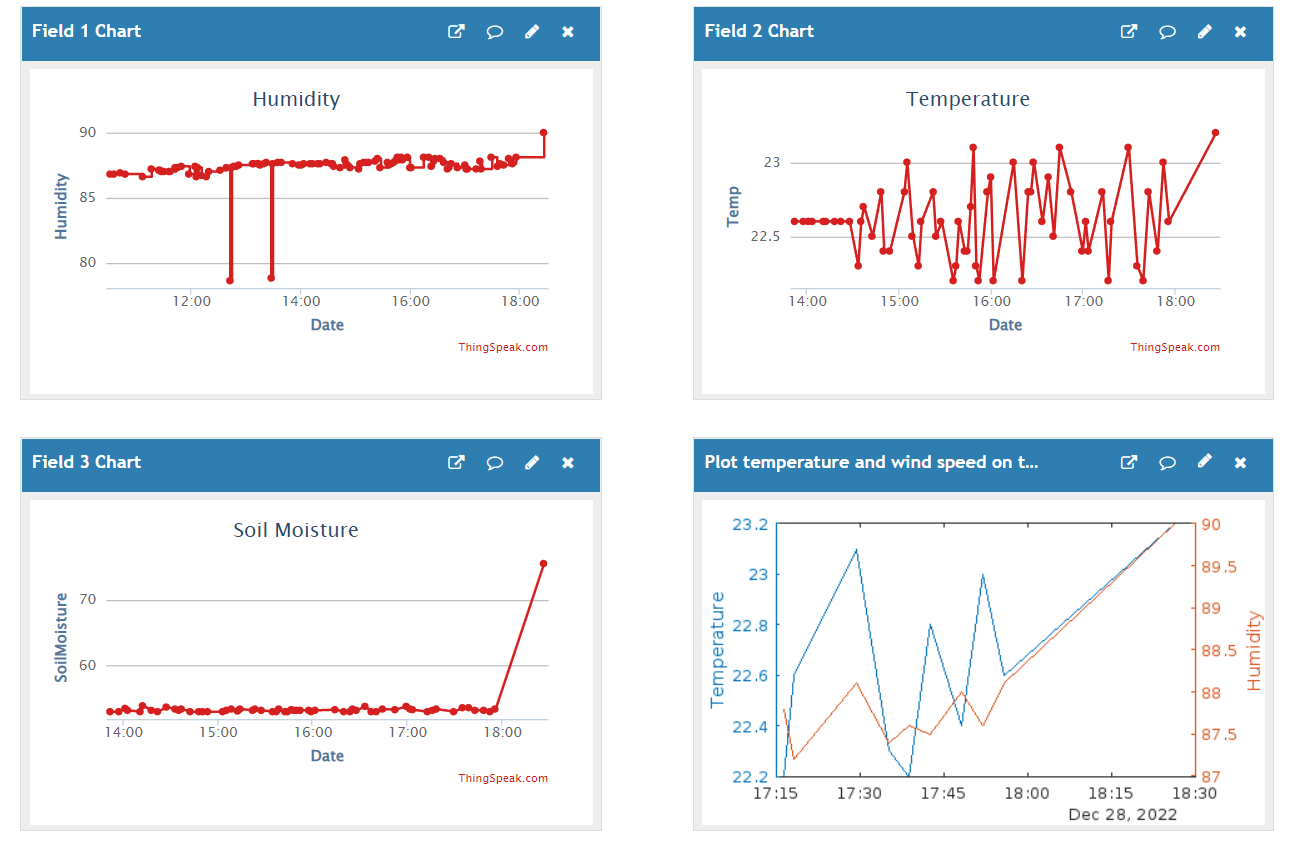 Field 1 Chart
Humidity
90
85
80
Humidity
12:00 14:00 16:00 18:00
Date
ThingSpeak.com
Field 2 Chart
Temperature
23
22.5
Temp
14:00 15:00 16:00 17:00 18:00
Date
ThingSpeak.com
Field 3 Chart
Soil Moisture
70
60
SoilMoisture
14:00 15:00 16:00 17:00 18:00
Date
ThingSpeak.com
Plot temperature and wind speed on t...
23.2
23
22.8
22.6
22.4
22.2
Temperature
90
89.5
89
88.5
88
87.5
87
Humidity
17:15 17:30 17:45 18:00 18:15 18:30
Dec 28, 2022